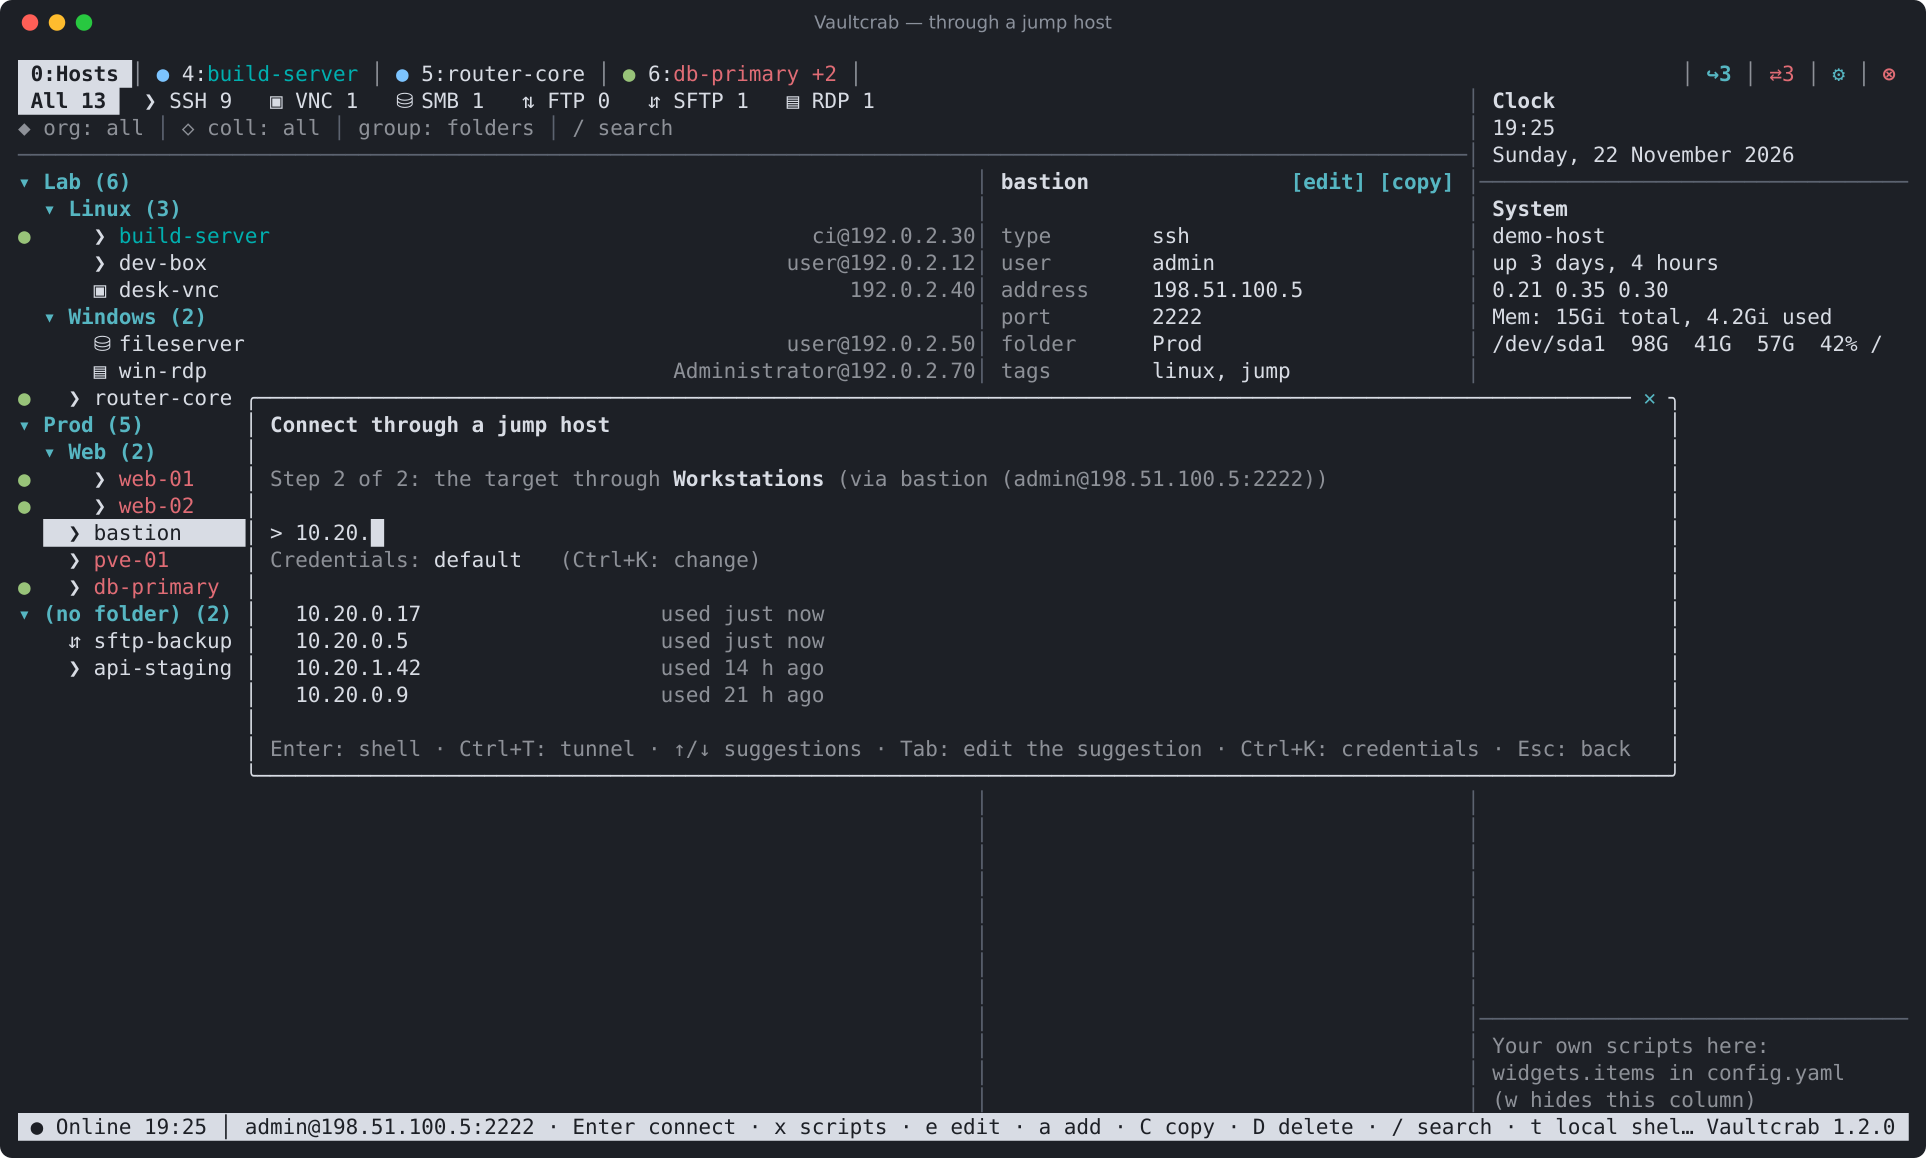 Vaultcrab — through a jump host
0:Hosts │ ● 4:build-server │ ● 5:router-core │ ● 6:db-primary +2 │ │ ↪3 │ ⇄3 │ ⚙ │ ⊗
All 13 ❯ SSH 9 ▣ VNC 1 ⛁ SMB 1 ⇅ FTP 0 ⇵ SFTP 1 ▤ RDP 1
◆ org: all │ ◇ coll: all │ group: folders │ / search
▾ Lab (6)
▾ Linux (3)
● ❯ build-server ci@192.0.2.30
❯ dev-box user@192.0.2.12
▣ desk-vnc 192.0.2.40
▾ Windows (2)
⛁ fileserver user@192.0.2.50
▤ win-rdp Administrator@192.0.2.70
● ❯ router-core
▾ Prod (5)
▾ Web (2)
● ❯ web-01
● ❯ web-02
❯ bastion
❯ pve-01
● ❯ db-primary
▾ (no folder) (2)
⇵ sftp-backup
❯ api-staging
bastion [edit] [copy]
type ssh
user admin
address 198.51.100.5
port 2222
folder Prod
tags linux, jump
Clock
19:25
Sunday, 22 November 2026
System
demo-host
up 3 days, 4 hours
0.21 0.35 0.30
Mem: 15Gi total, 4.2Gi used
/dev/sda1 98G 41G 57G 42% /
×
Connect through a jump host
Step 2 of 2: the target through Workstations (via bastion (admin@198.51.100.5:2222))
> 10.20.
Credentials: default (Ctrl+K: change)
10.20.0.17 used just now
10.20.0.5 used just now
10.20.1.42 used 14 h ago
10.20.0.9 used 21 h ago
Enter: shell · Ctrl+T: tunnel · ↑/↓ suggestions · Tab: edit the suggestion · Ctrl+K: credentials · Esc: back
Your own scripts here:
widgets.items in config.yaml
(w hides this column)
● Online 19:25 │ admin@198.51.100.5:2222 · Enter connect · x scripts · e edit · a add · C copy · D delete · / search · t local shel… Vaultcrab 1.2.0